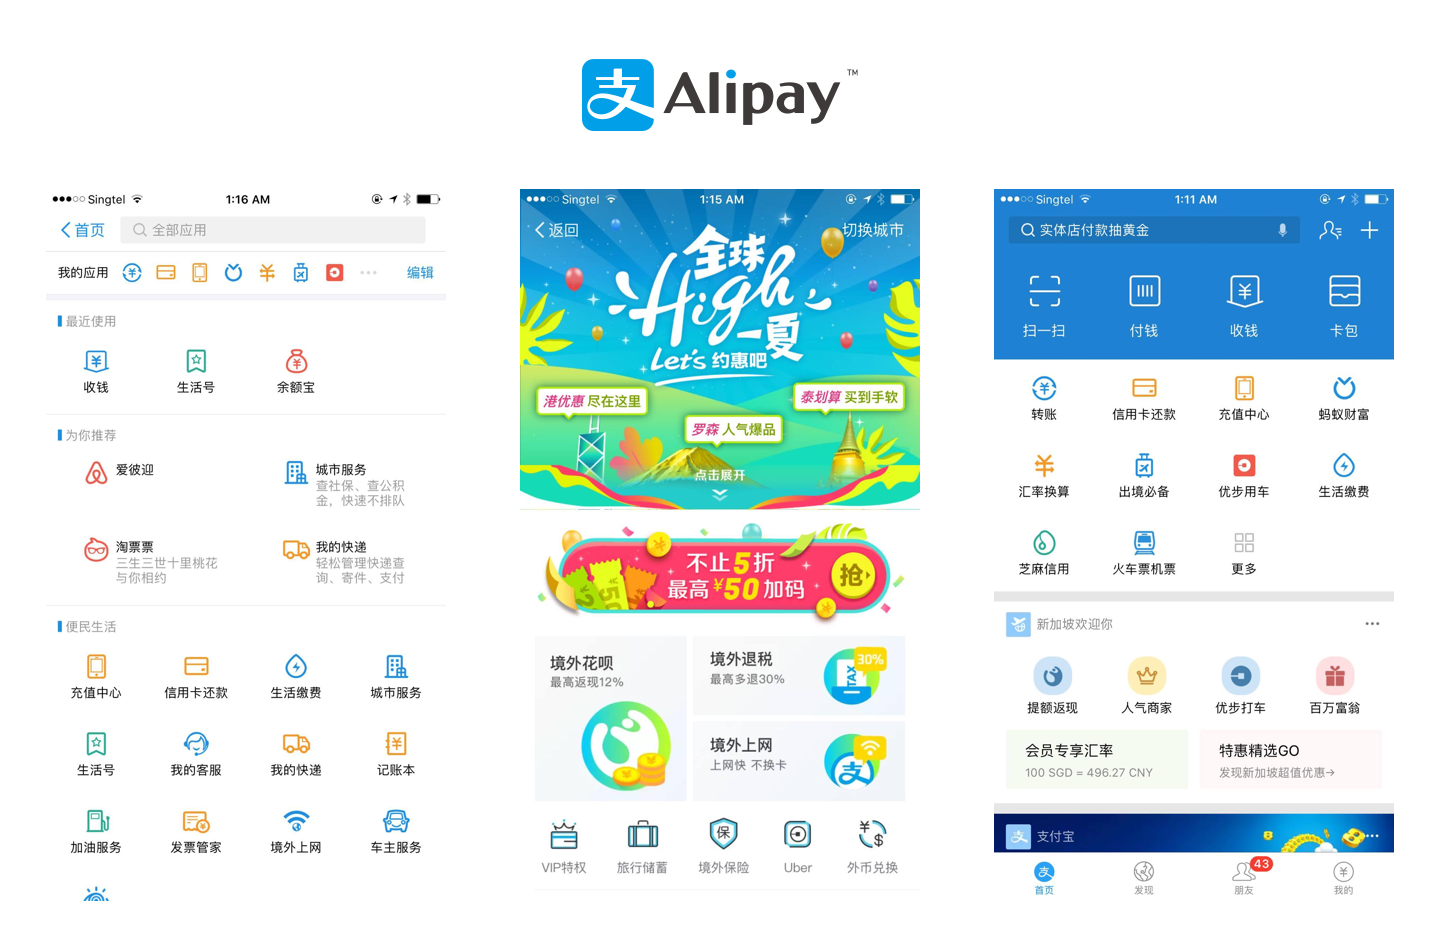 支 Alipay ™
Singtel 1:16 AM
首页 全部应用
我的应用 编辑
最近使用
收钱 生活号 余额宝
为你推荐
爱彼迎 城市服务
查社保、查公积
金，快速不排队
淘票票 我的快递
三生三世十里桃花 轻松管理快递查
与你相约 询、寄件、支付
便民生活
充值中心 信用卡还款 生活缴费 城市服务
生活号 我的客服 我的快递 记账本
加油服务 发票管家 境外上网 车主服务
Singtel 1:15 AM
返回 切换城市
全球
High
一夏
Let's 约惠吧
港优惠 尽在这里
泰划算 买到手软
罗森 人气爆品
点击展开
不止5折
最高¥50加码
抢
境外花呗
最高返现12%
境外退税
最高多退30%
30%
TAX
境外上网
上网快 不换卡
支
保
VIP特权 旅行储蓄 境外保险 Uber 外币兑换
Singtel 1:11 AM
实体店付款抽黄金
扫一扫 付钱 收钱 卡包
转账 信用卡还款 充值中心 蚂蚁财富
汇率换算 出境必备 优步用车 生活缴费
芝麻信用 火车票机票 更多
新加坡欢迎你
提额返现 人气商家 优步打车 百万富翁
会员专享汇率 特惠精选GO
100 SGD = 496.27 CNY 发现新加坡超值优惠→
支 支付宝
43
首页 发现 朋友 我的